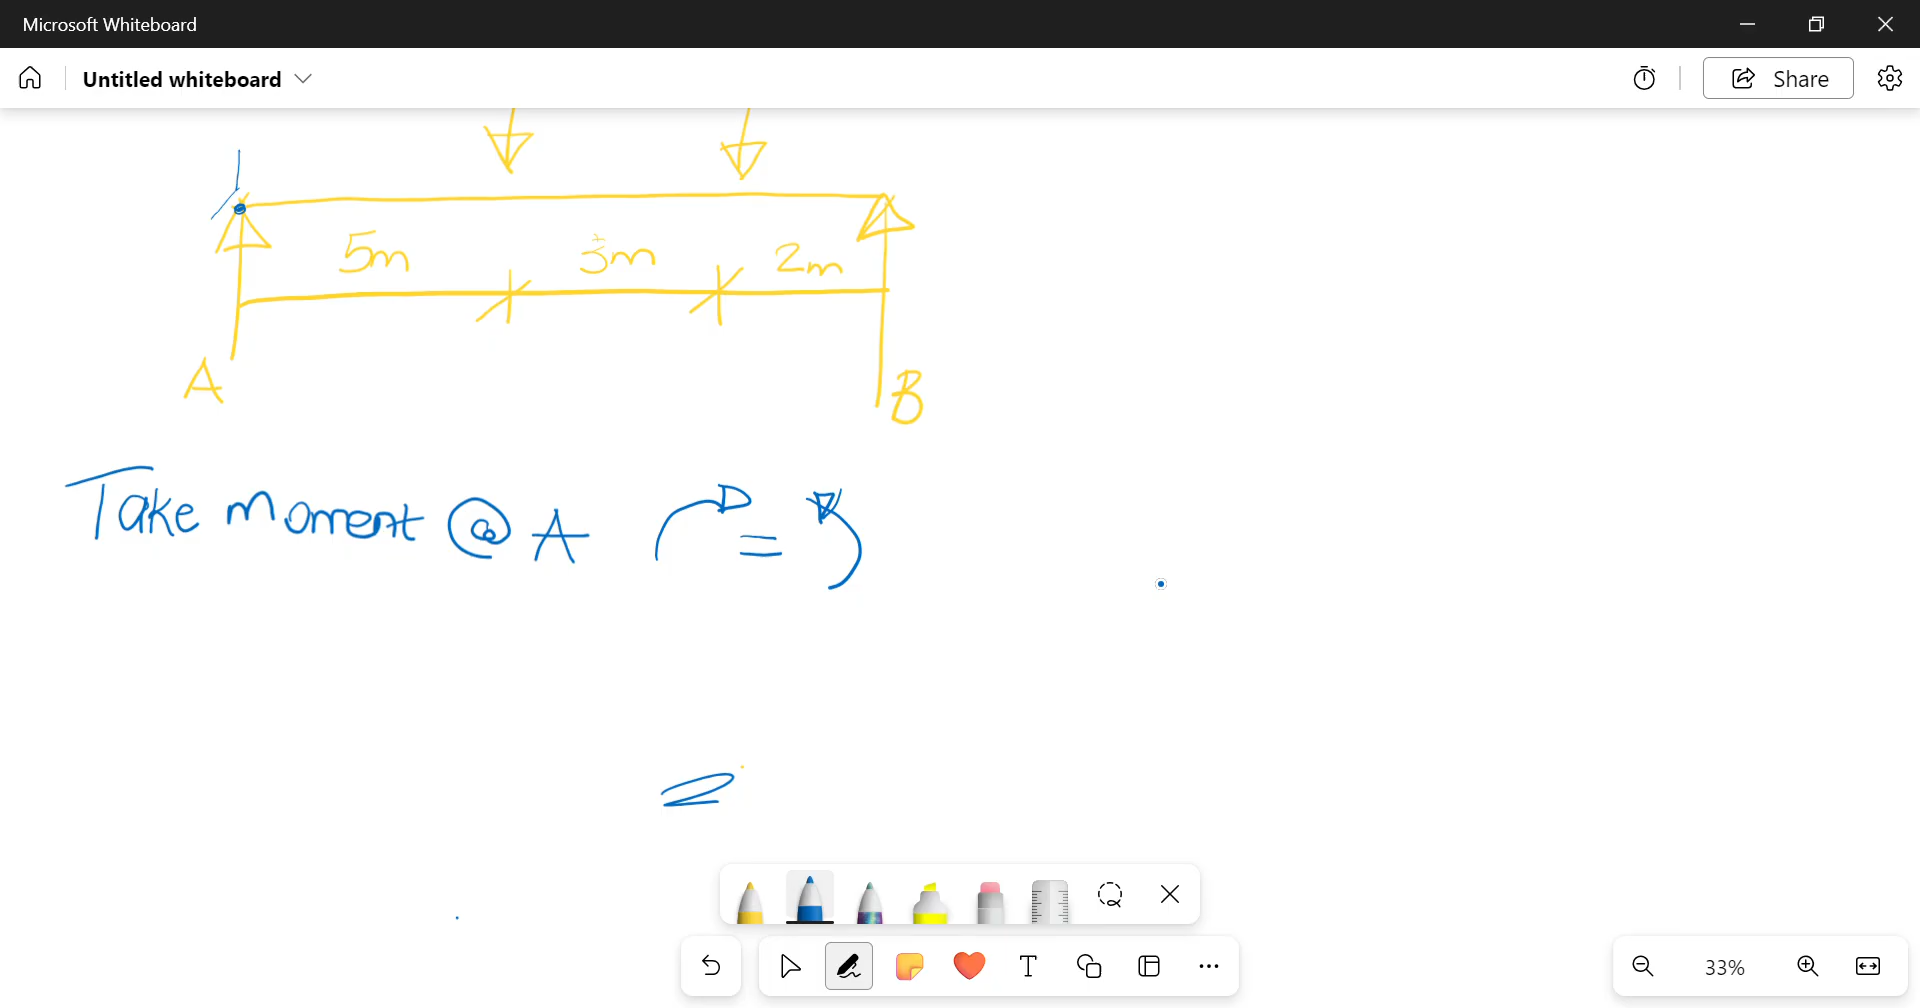 Microsoft Whiteboard
Untitled whiteboard
Share
5m 3m 2m
A
B
Take moment @ A =
33%